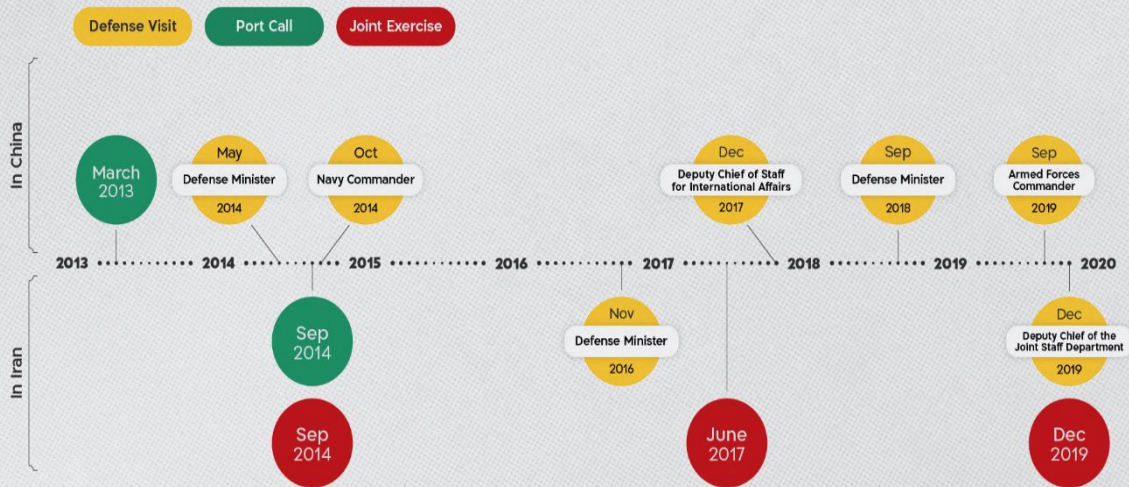 Defense Visit
Port Call
Joint Exercise
In China
March
2013
May
Defense Minister
2014
Oct
Navy Commander
2014
Dec
Deputy Chief of Staff
for International Affairs
2017
Sep
Defense Minister
2018
Sep
Armed Forces
Commander
2019
2013
2014
2015
2016
2017
2018
2019
2020
In Iran
Sep
2014
Nov
Defense Minister
2016
Dec
Deputy Chief of the
Joint Staff Department
2019
Sep
2014
June
2017
Dec
2019